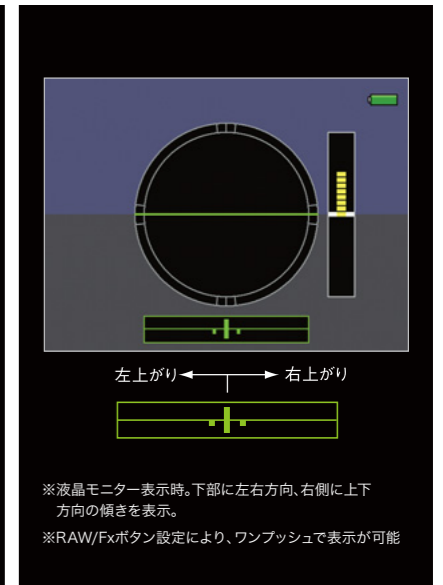 左上がり 右上がり
※液晶モニター表示時。下部に左右方向、右側に上下
方向の傾きを表示。
※RAW/Fxボタン設定により、ワンプッシュで表示が可能